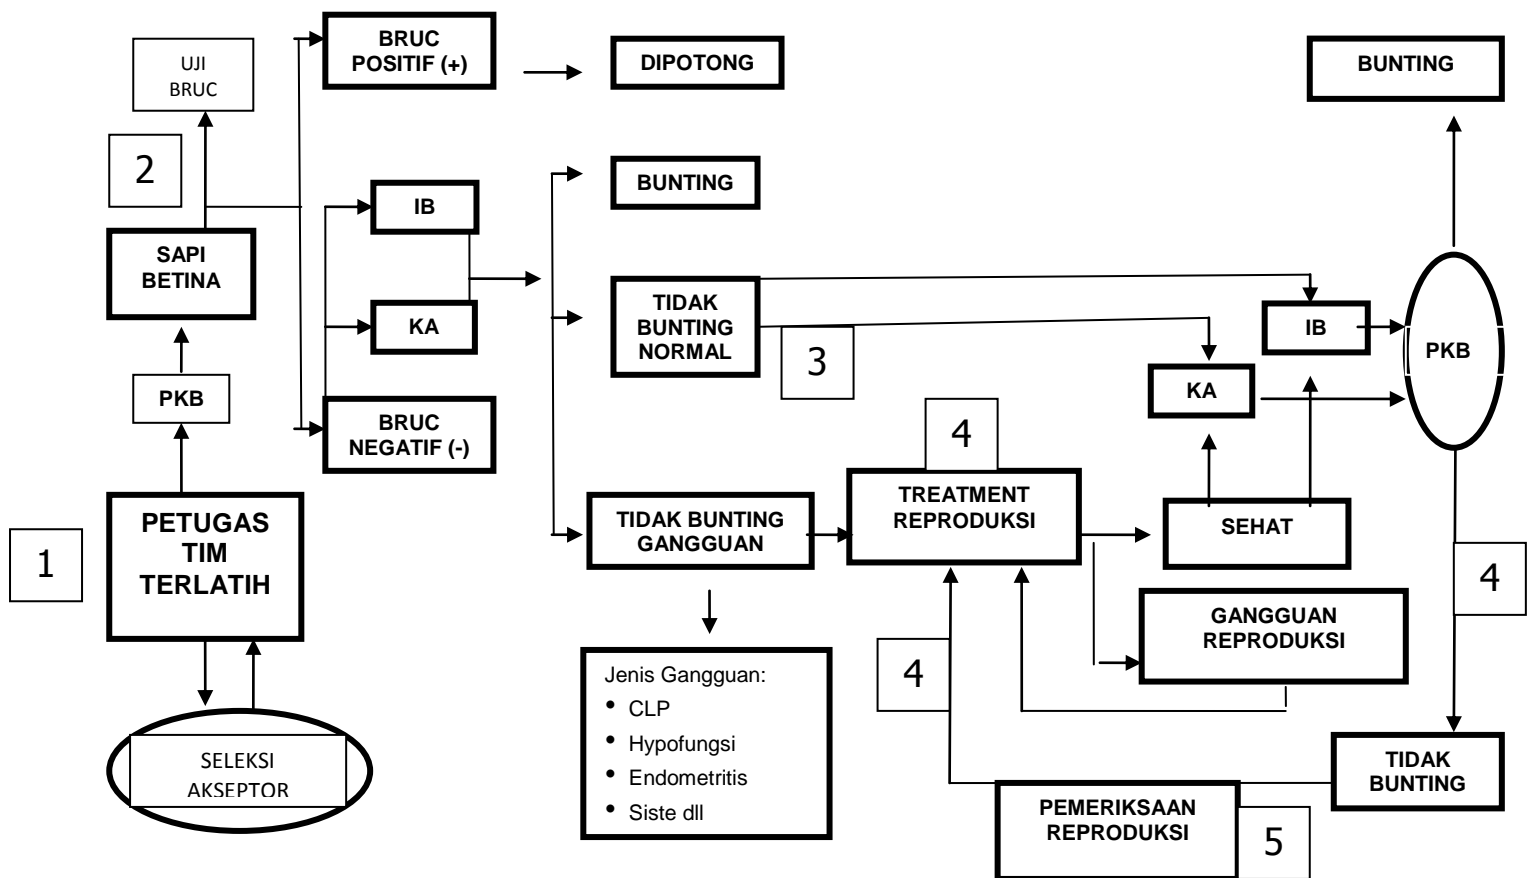 UJI
BRUC
BRUC
POSITIF (+)
DIPOTONG
BUNTING
2
BUNTING
IB
SAPI
BETINA
KA
TIDAK
BUNTING
NORMAL
3
IB
PKB
KA
PKB
BRUC
NEGATIF (-)
4
1
PETUGAS
TIM
TERLATIH
TIDAK BUNTING
GANGGUAN
TREATMENT
REPRODUKSI
SEHAT
4
GANGGUAN
REPRODUKSI
4
Jenis Gangguan:
• CLP
• Hypofungsi
• Endometritis
• Siste dll
SELEKSI
AKSEPTOR
TIDAK
BUNTING
PEMERIKSAAN
REPRODUKSI
5